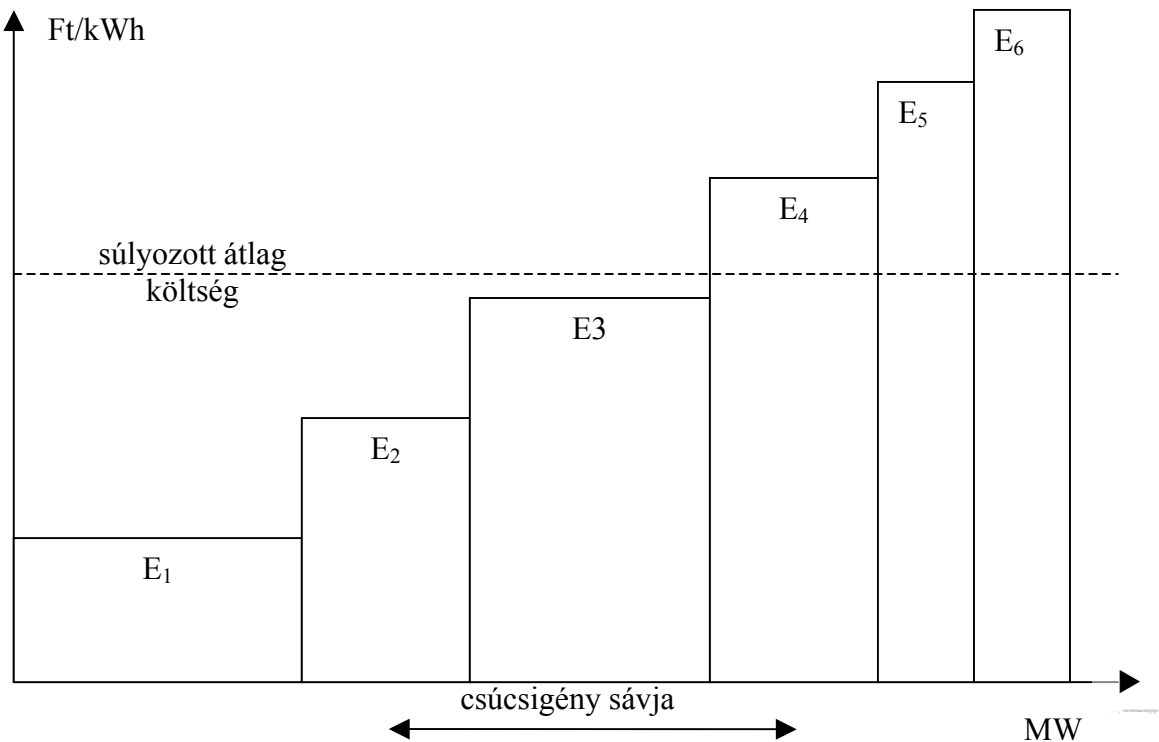 Ft/kWh
E₆
E₅
E₄
súlyozott átlag
költség
E3
E₂
E₁
csúcsigény sávja
MW